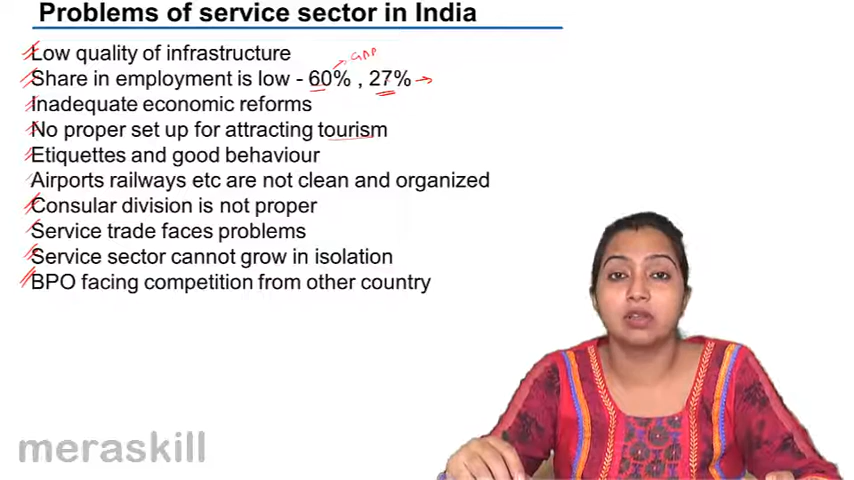 Problems of service sector in India
Low quality of infrastructure
GDP
Share in employment is low - 60% , 27%
Inadequate economic reforms
No proper set up for attracting tourism
Etiquettes and good behaviour
Airports railways etc are not clean and organized
Consular division is not proper
Service trade faces problems
Service sector cannot grow in isolation
BPO facing competition from other country
meraskill